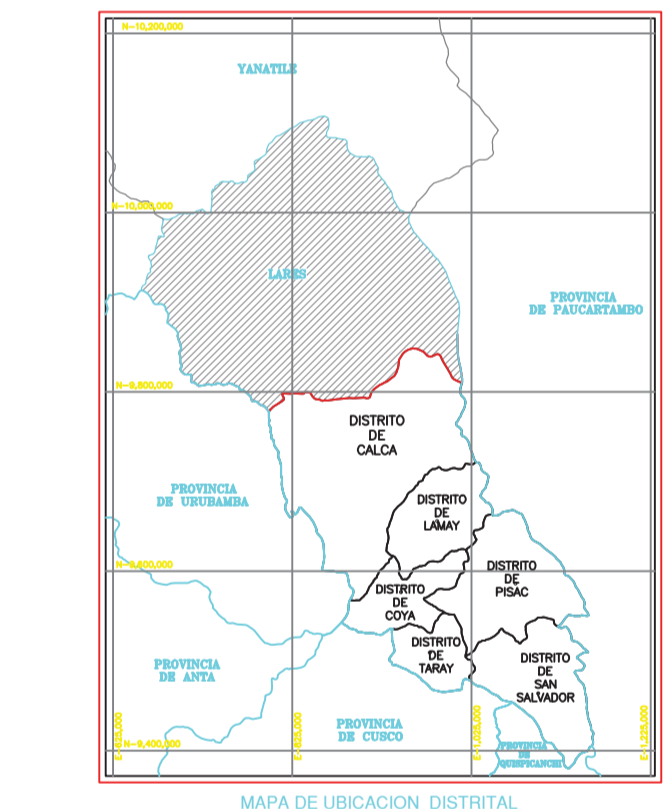 N-10,200,000
YANATILE
N-10,000,000
LARES
PROVINCIA
DE PAUCARTAMBO
N-9,800,000
DISTRITO
DE
CALCA
PROVINCIA
DE URUBAMBA
DISTRITO
DE
LAMAY
N-9,600,000
DISTRITO
DE
PISAC
DISTRITO
DE
COYA
DISTRITO
DE
TARAY
DISTRITO
DE
SAN
SALVADOR
PROVINCIA
DE ANTA
PROVINCIA
DE CUSCO
PROVINCIA
DE
QUISPICANCHI
N-9,400,000
E-625,000
E-825,000
E-1,025,000
E-1,225,000
MAPA DE UBICACION DISTRITAL